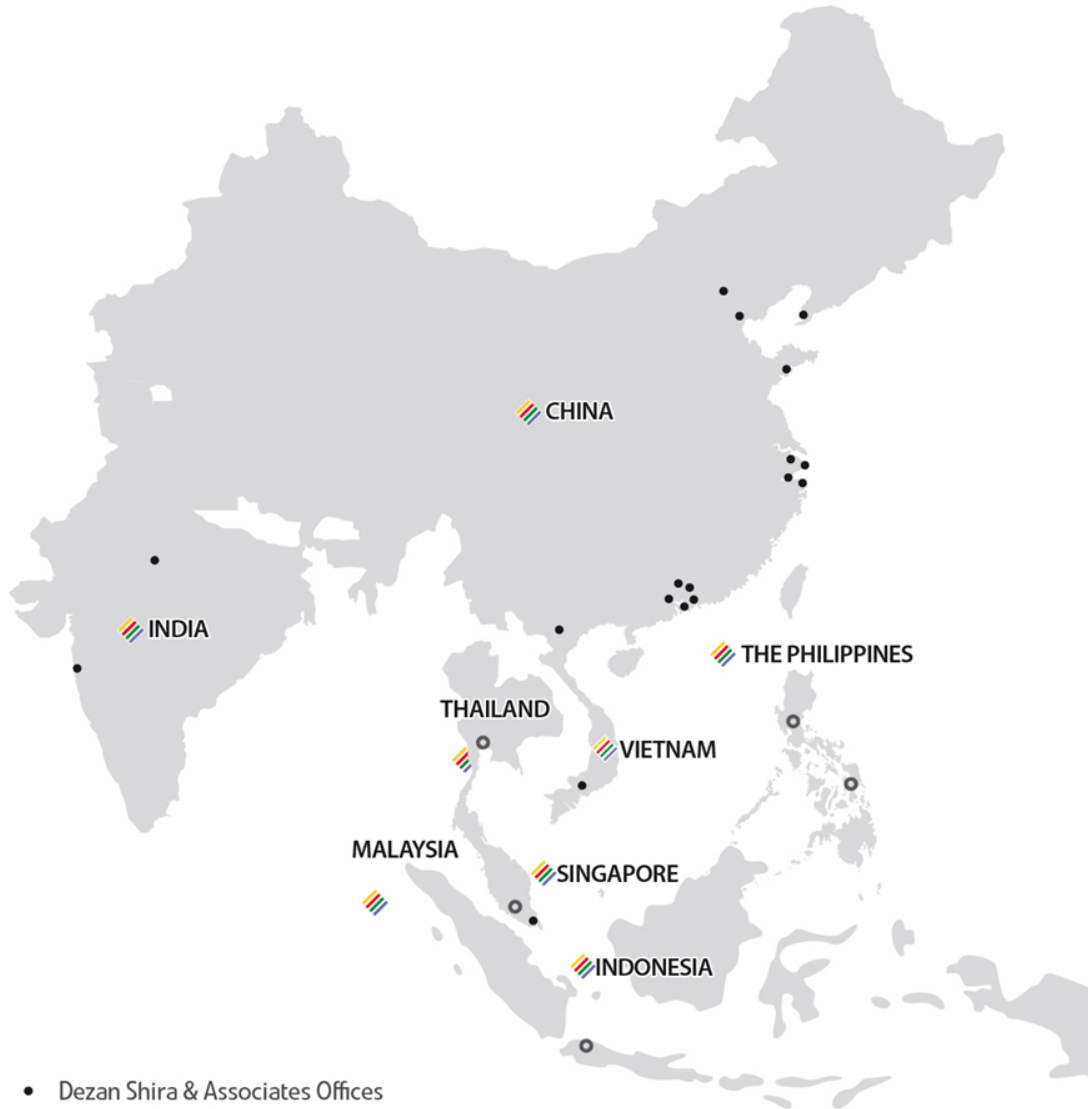 CHINA
INDIA
THE PHILIPPINES
THAILAND
VIETNAM
MALAYSIA
SINGAPORE
INDONESIA
Dezan Shira & Associates Offices